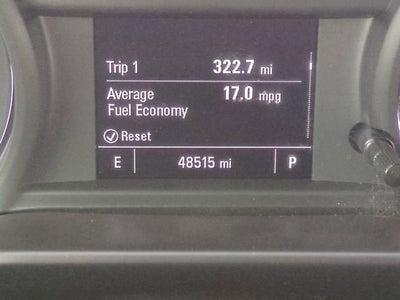 Trip 1 322.7 mi
Average 17.0 mpg
Fuel Economy
Reset
E 48515 mi P